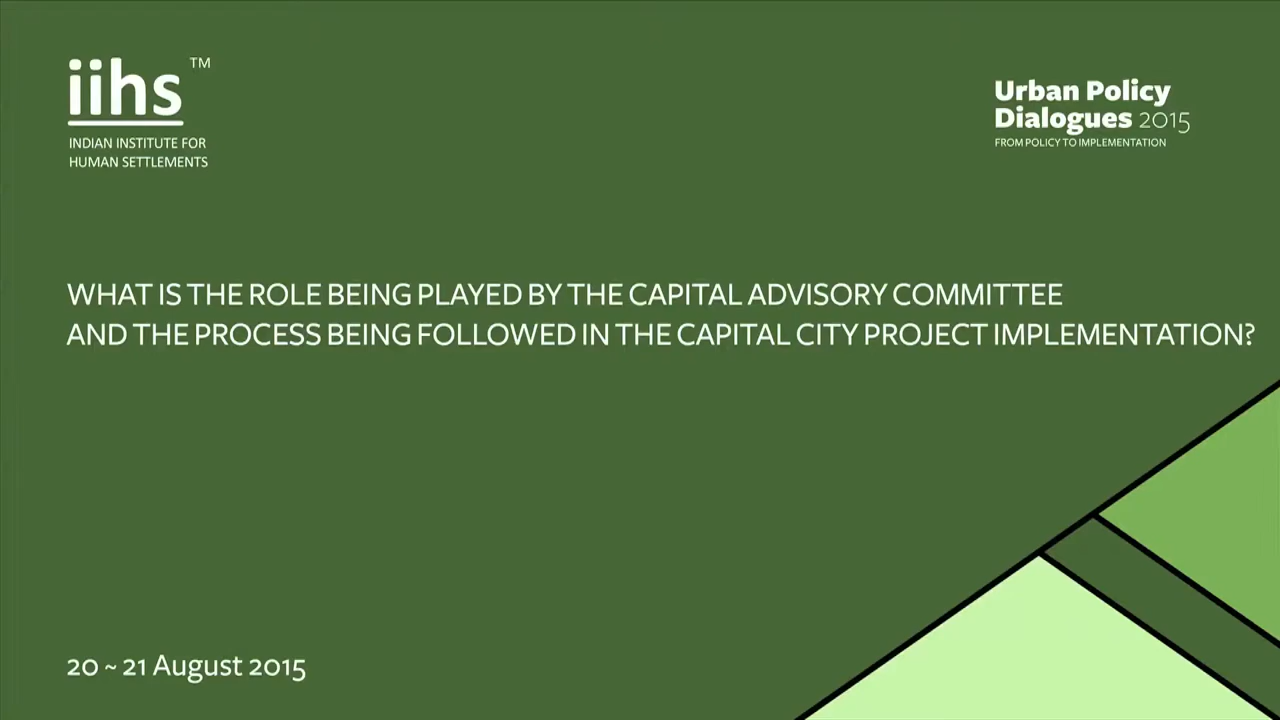 iihs™
INDIAN INSTITUTE FOR
HUMAN SETTLEMENTS
Urban Policy
Dialogues 2015
FROM POLICY TO IMPLEMENTATION
WHAT IS THE ROLE BEING PLAYED BY THE CAPITAL ADVISORY COMMITTEE
AND THE PROCESS BEING FOLLOWED IN THE CAPITAL CITY PROJECT IMPLEMENTATION?
20 ~ 21 August 2015